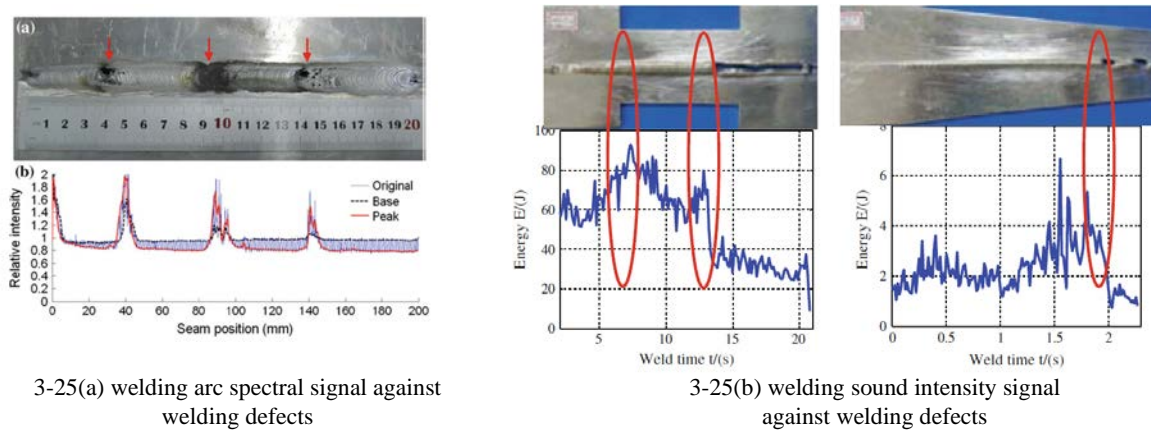 (a)
1 2 3 4 5 6 7 8 9 10 11 12 13 14 15 16 17 18 19 20
(b)
2
1.8
1.6
1.4
1.2
1
0.8
0.6
0.4
0.2
0
Relative intensity
Original
Base
Peak
0 20 40 60 80 100 120 140 160 180 200
Seam position (mm)
100
80
60
40
20
0
Energy E/(J)
5 10 15 20
Weld time t/(s)
8
6
4
2
0
Energy E/(J)
0 0.5 1 1.5 2
Weld time t/(s)
3-25(a) welding arc spectral signal against
welding defects
3-25(b) welding sound intensity signal
against welding defects